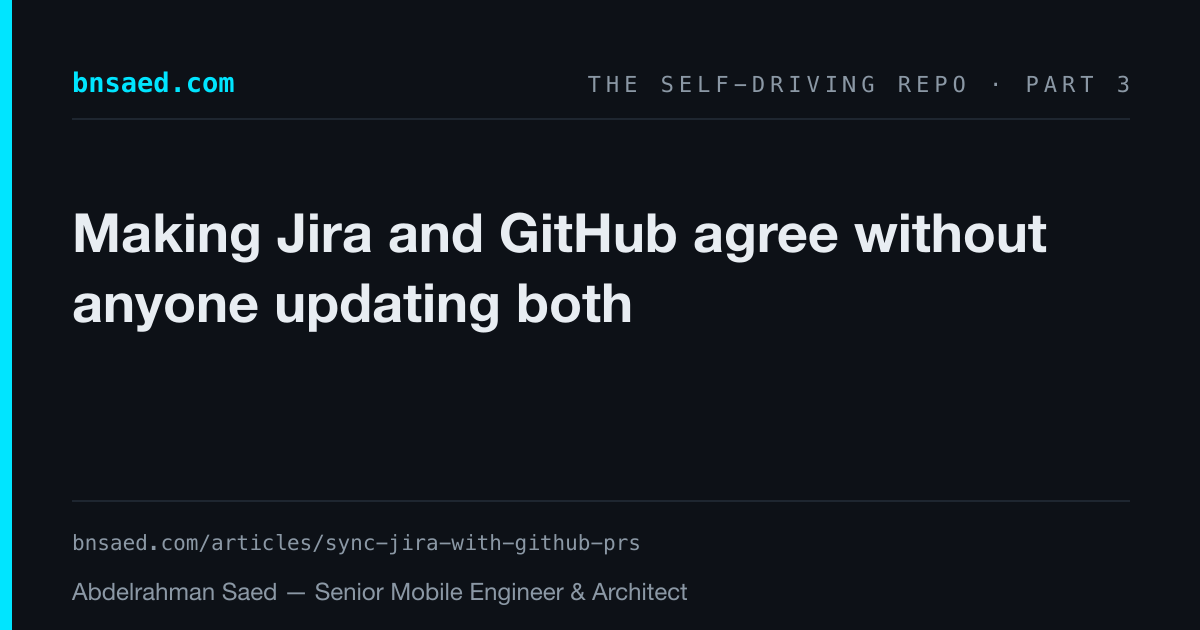 bnsaed.com
THE SELF-DRIVING REPO · PART 3
Making Jira and GitHub agree without
anyone updating both
bnsaed.com/articles/sync-jira-with-github-prs
Abdelrahman Saed — Senior Mobile Engineer & Architect